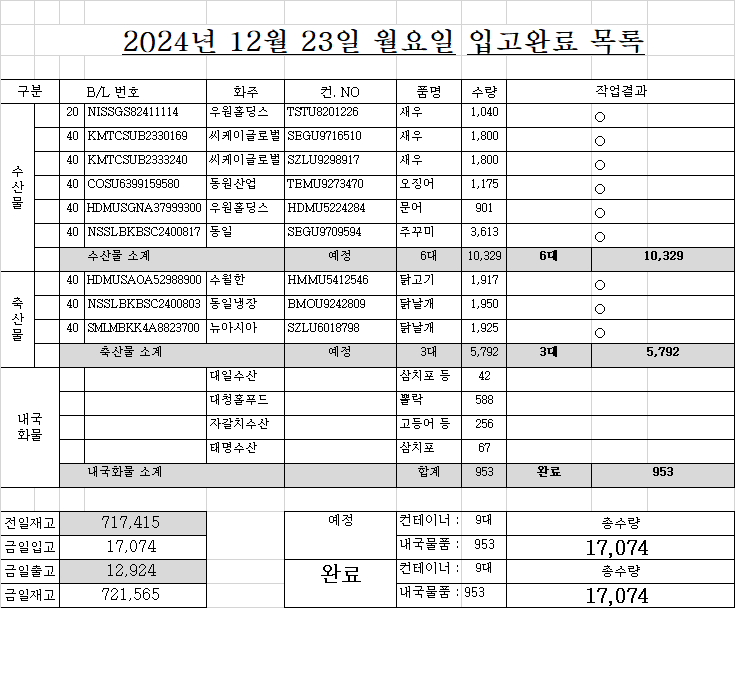 2024년 12월 23일 월요일 입고완료 목록
구분 B/L 번호 화주 컨. NO 품명 수량 작업결과
수산물
20 NISSGS82411114 우원홀딩스 TSTU8201226 새우 1,040 ○
40 KMTCSUB2330169 씨케이글로벌 SEGU9716510 새우 1,800 ○
40 KMTCSUB2333240 씨케이글로벌 SZLU9298917 새우 1,800 ○
40 COSU6399159580 동원산업 TEMU9273470 오징어 1,175 ○
40 HDMUSGNA37999300 우원홀딩스 HDMU5224284 문어 901 ○
40 NSSLBKBSC2400817 동일 SEGU9709594 주꾸미 3,613 ○
수산물 소계 예정 6대 10,329 6대 10,329
축산물
40 HDMUSAOA52988900 수월한 HMMU5412546 닭고기 1,917 ○
40 NSSLBKBSC2400803 동일냉장 BMOU9242809 닭날개 1,950 ○
40 SMLMBKK4A8823700 뉴아시아 SZLU6018798 닭날개 1,925 ○
축산물 소계 예정 3대 5,792 3대 5,792
내국화물
대일수산 삼치포 등 42
대청홀푸드 뽈락 588
자갈치수산 고등어 등 256
태명수산 삼치포 67
내국화물 소계 합계 953 완료 953
전일재고 717,415 예정 컨테이너 : 9대 총수량
금일입고 17,074 내국물품 : 953 17,074
금일출고 12,924 완료 컨테이너 : 9대 총수량
금일재고 721,565 내국물품 : 953 17,074